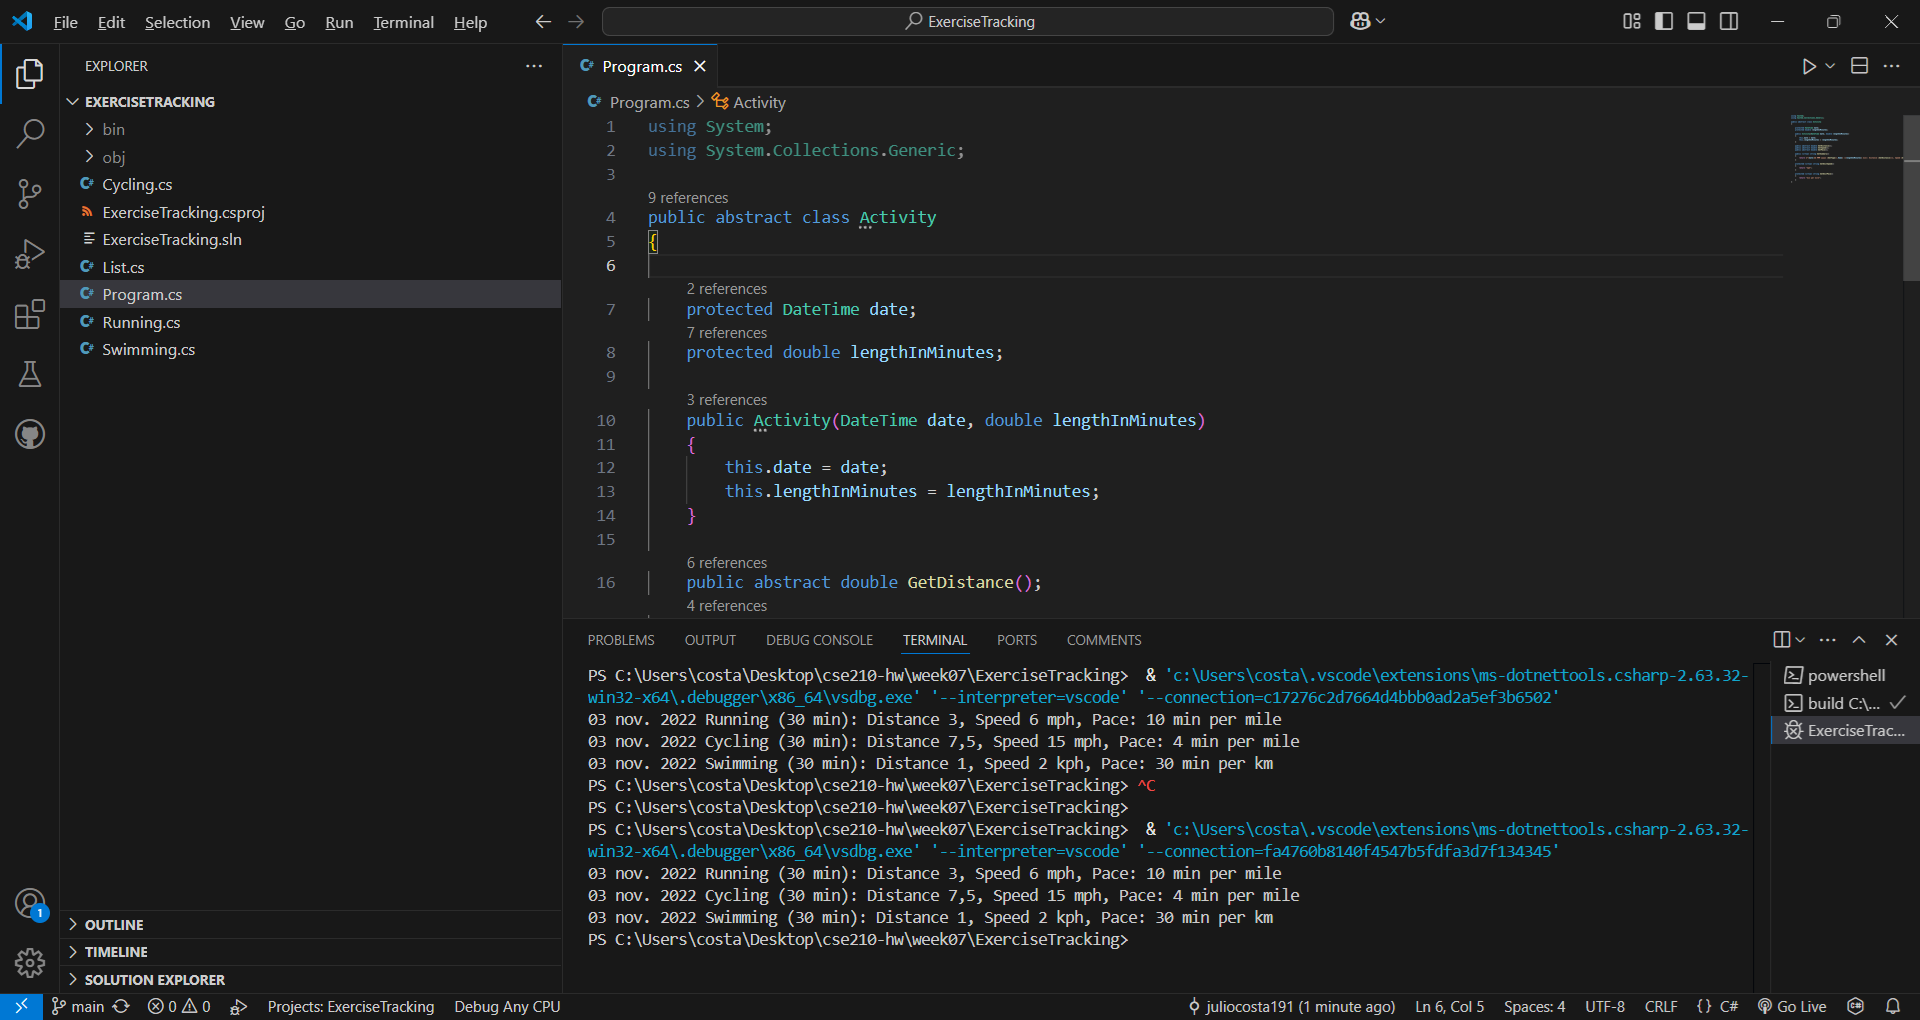 File Edit Selection View Go Run Terminal Help
ExerciseTracking
EXPLORER
EXERCISETRACKING
bin
obj
Cycling.cs
ExerciseTracking.csproj
ExerciseTracking.sln
List.cs
Program.cs
Running.cs
Swimming.cs
OUTLINE
TIMELINE
SOLUTION EXPLORER
1
Program.cs
Program.cs > Activity
1 using System;
2 using System.Collections.Generic;
3
9 references
4 public abstract class Activity
5 {
6
2 references
7 protected DateTime date;
7 references
8 protected double lengthInMinutes;
9
3 references
10 public Activity(DateTime date, double lengthInMinutes)
11 {
12 this.date = date;
13 this.lengthInMinutes = lengthInMinutes;
14 }
15
6 references
16 public abstract double GetDistance();
4 references
PROBLEMS OUTPUT DEBUG CONSOLE TERMINAL PORTS COMMENTS
PS C:\Users\costa\Desktop\cse210-hw\week07\ExerciseTracking>  & 'c:\Users\costa\.vscode\extensions\ms-dotnettools.csharp-2.63.32-
win32-x64\.debugger\x86_64\vsdbg.exe' '--interpreter=vscode' '--connection=c17276c2d7664d4bbb0ad2a5ef3b6502'
03 nov. 2022 Running (30 min): Distance 3, Speed 6 mph, Pace: 10 min per mile
03 nov. 2022 Cycling (30 min): Distance 7,5, Speed 15 mph, Pace: 4 min per mile
03 nov. 2022 Swimming (30 min): Distance 1, Speed 2 kph, Pace: 30 min per km
PS C:\Users\costa\Desktop\cse210-hw\week07\ExerciseTracking> ^C
PS C:\Users\costa\Desktop\cse210-hw\week07\ExerciseTracking>
PS C:\Users\costa\Desktop\cse210-hw\week07\ExerciseTracking>  & 'c:\Users\costa\.vscode\extensions\ms-dotnettools.csharp-2.63.32-
win32-x64\.debugger\x86_64\vsdbg.exe' '--interpreter=vscode' '--connection=fa4760b8140f4547b5fdfa3d7f134345'
03 nov. 2022 Running (30 min): Distance 3, Speed 6 mph, Pace: 10 min per mile
03 nov. 2022 Cycling (30 min): Distance 7,5, Speed 15 mph, Pace: 4 min per mile
03 nov. 2022 Swimming (30 min): Distance 1, Speed 2 kph, Pace: 30 min per km
PS C:\Users\costa\Desktop\cse210-hw\week07\ExerciseTracking>
powershell
build C:\...
ExerciseTrac...
main 0 0 Projects: ExerciseTracking Debug Any CPU juliocosta191 (1 minute ago) Ln 6, Col 5 Spaces: 4 UTF-8 CRLF {} C# Go Live